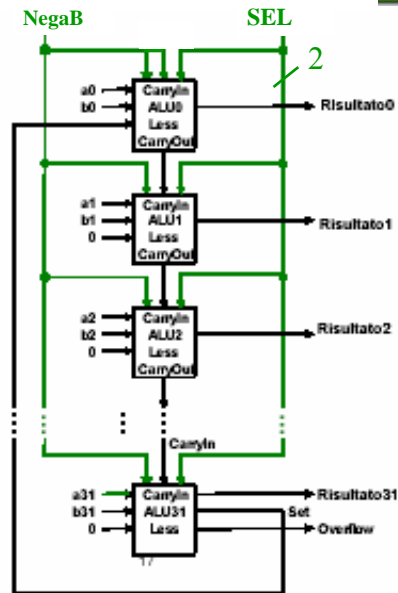 NegaB SEL
2
a0 CarryIn
b0 ALU0 Risultato0
Less
CarryOut
a1 CarryIn
b1 ALU1 Risultato1
0 Less
CarryOut
a2 CarryIn
b2 ALU2 Risultato2
0 Less
CarryOut
CarryIn
a31 CarryIn Risultato31
b31 ALU31 Set
0 Less Overflow
17